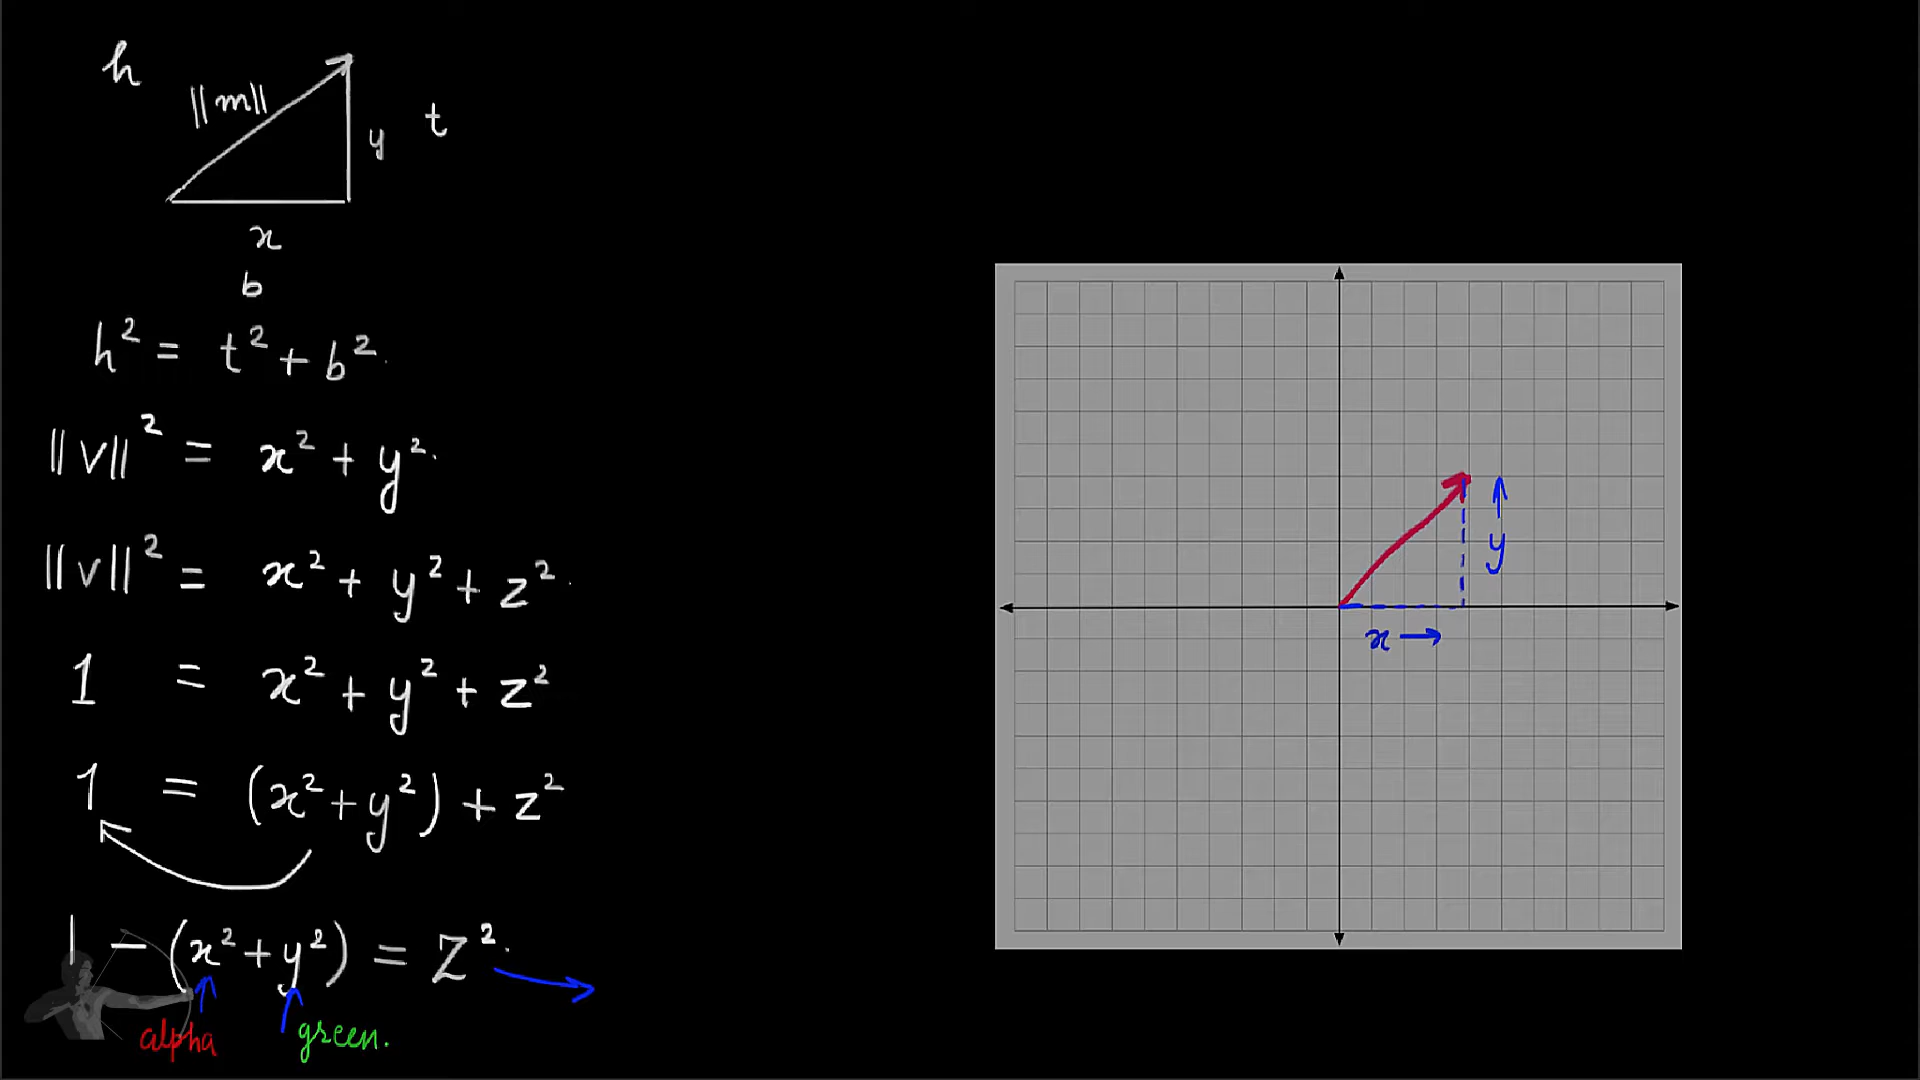 h
||m||
y
t
x
b
h² = t² + b²
||v||² = x² + y²
||v||² = x² + y² + z²
1 = x² + y² + z²
1 = (x² + y²) + z²
1 - (x² + y²) = z²
alpha
green.
y
x